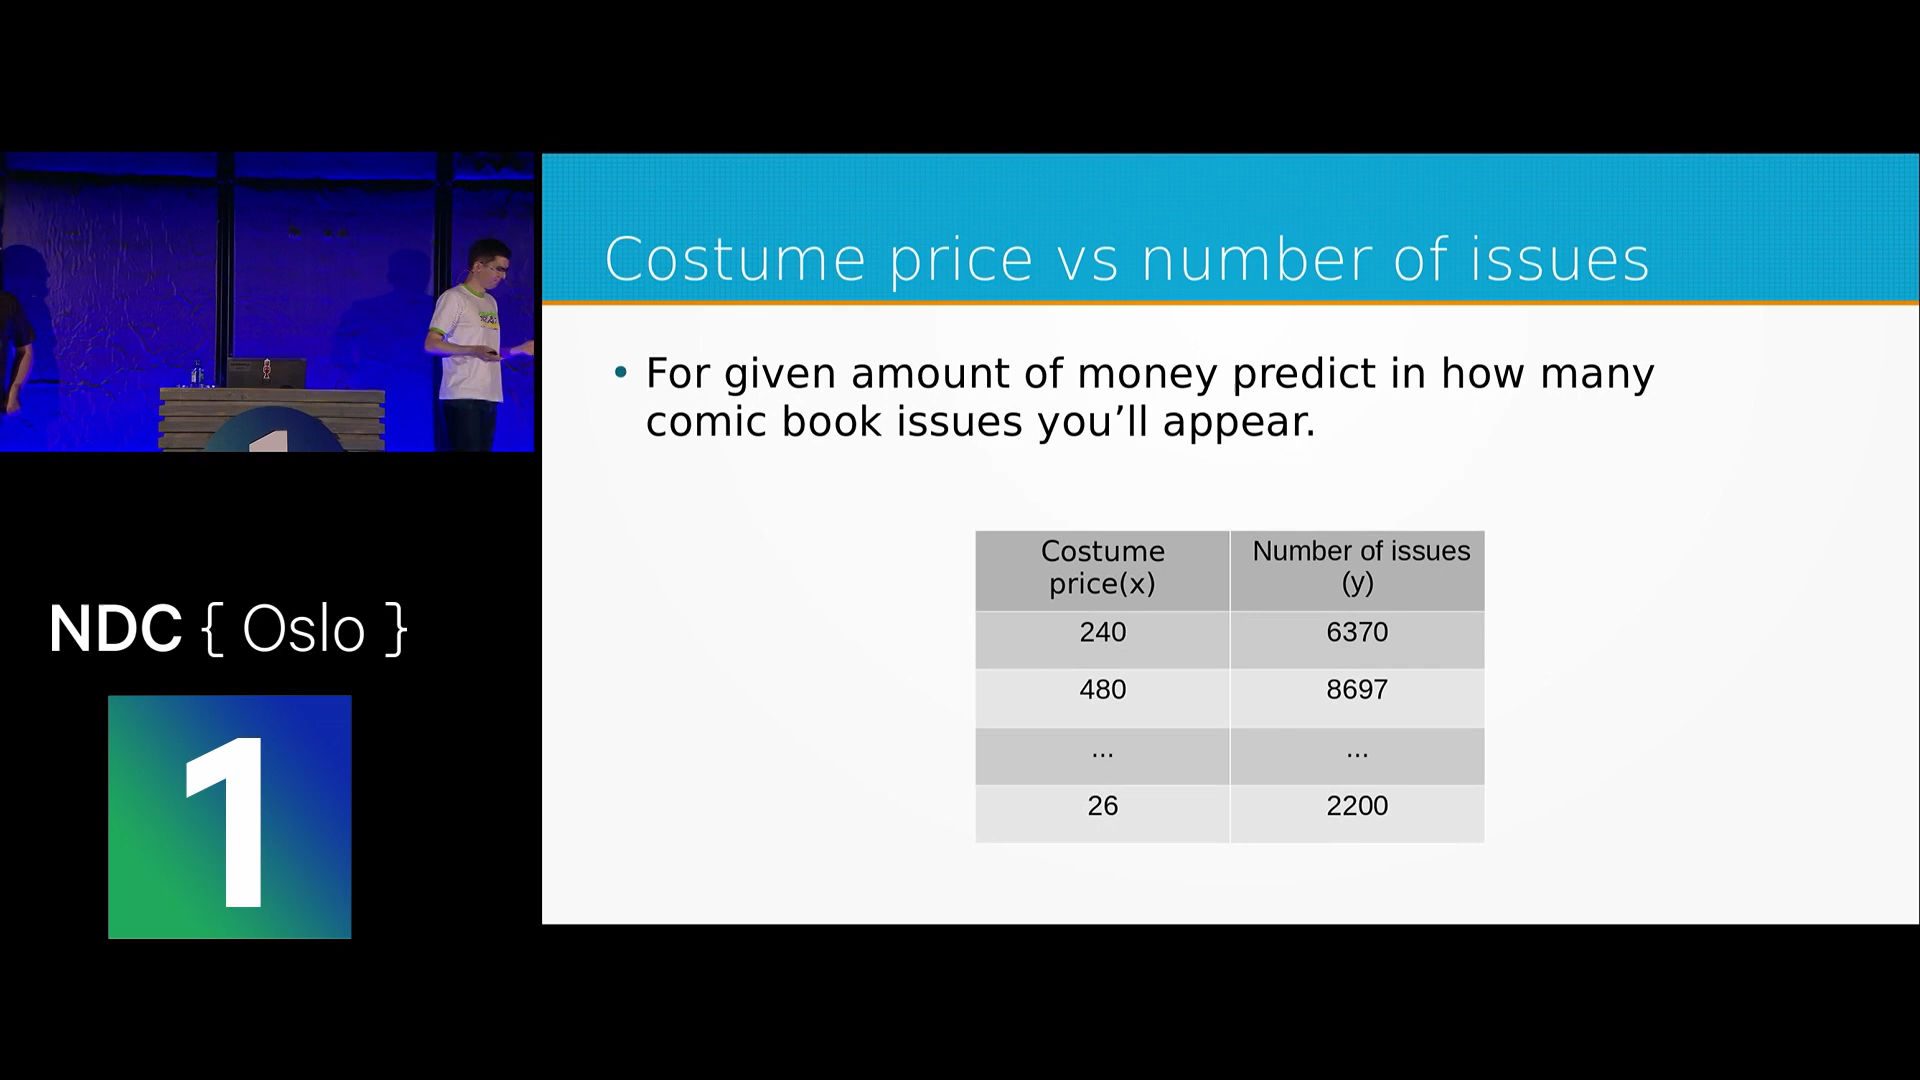 Costume price vs number of issues
• For given amount of money predict in how many
comic book issues you’ll appear.
Costume price(x) Number of issues (y)
240 6370
480 8697
... ...
26 2200
NDC { Oslo }
1
1